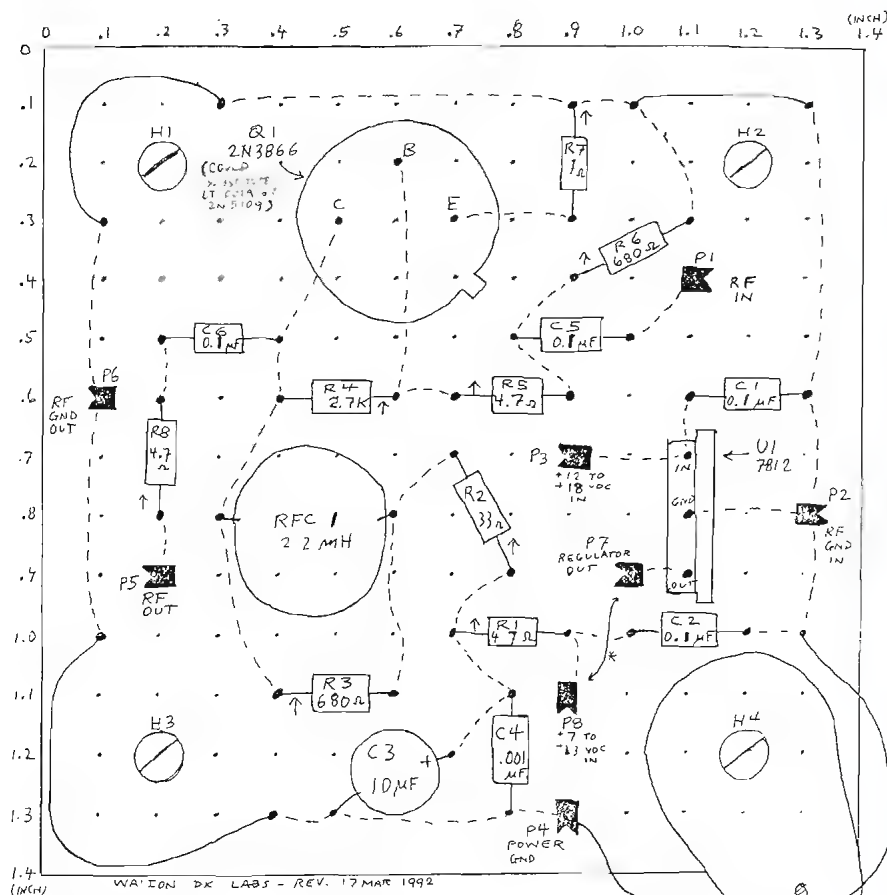 (INCH)
0 .1 .2 .3 .4 .5 .6 .7 .8 .9 1.0 1.1 1.2 1.3 1.4
0
.1
H1
Q1
2N3866
R7
1Ω
H2
.2
B
C
E
.3
R6
680Ω
P1
RF
IN
.4
.5
C6
0.1μF
C5
0.1μF
P6
RF
GND
OUT
.6
R4
2.7K
R5
4.7Ω
C1
0.1μF
R8
4.7
Ω
.7
P3
+12 TO
+18 VDC
IN
IN
U1
7812
R2
33Ω
.8
RFC 1
22 MH
GND
P2
RF
GND
IN
P7
REGULATOR
OUT
.9
P5
RF
OUT
OUT
1.0
R1
47Ω
C2
0.1μF
*
1.1
R3
680Ω
P8
+7 TO
+13 VDC
IN
H3
H4
1.2
C3
10μF
+
C4
.001
μF
1.3
P4
POWER
GND
1.4
(INCH)
DX LABS - REV. 17 MAR 1992